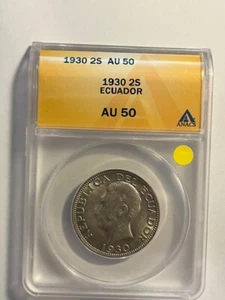 1930 2S AU 50
1930 2S
ECUADOR
AU 50
ANACS
REPUBLICA DEL ECUADOR
1930